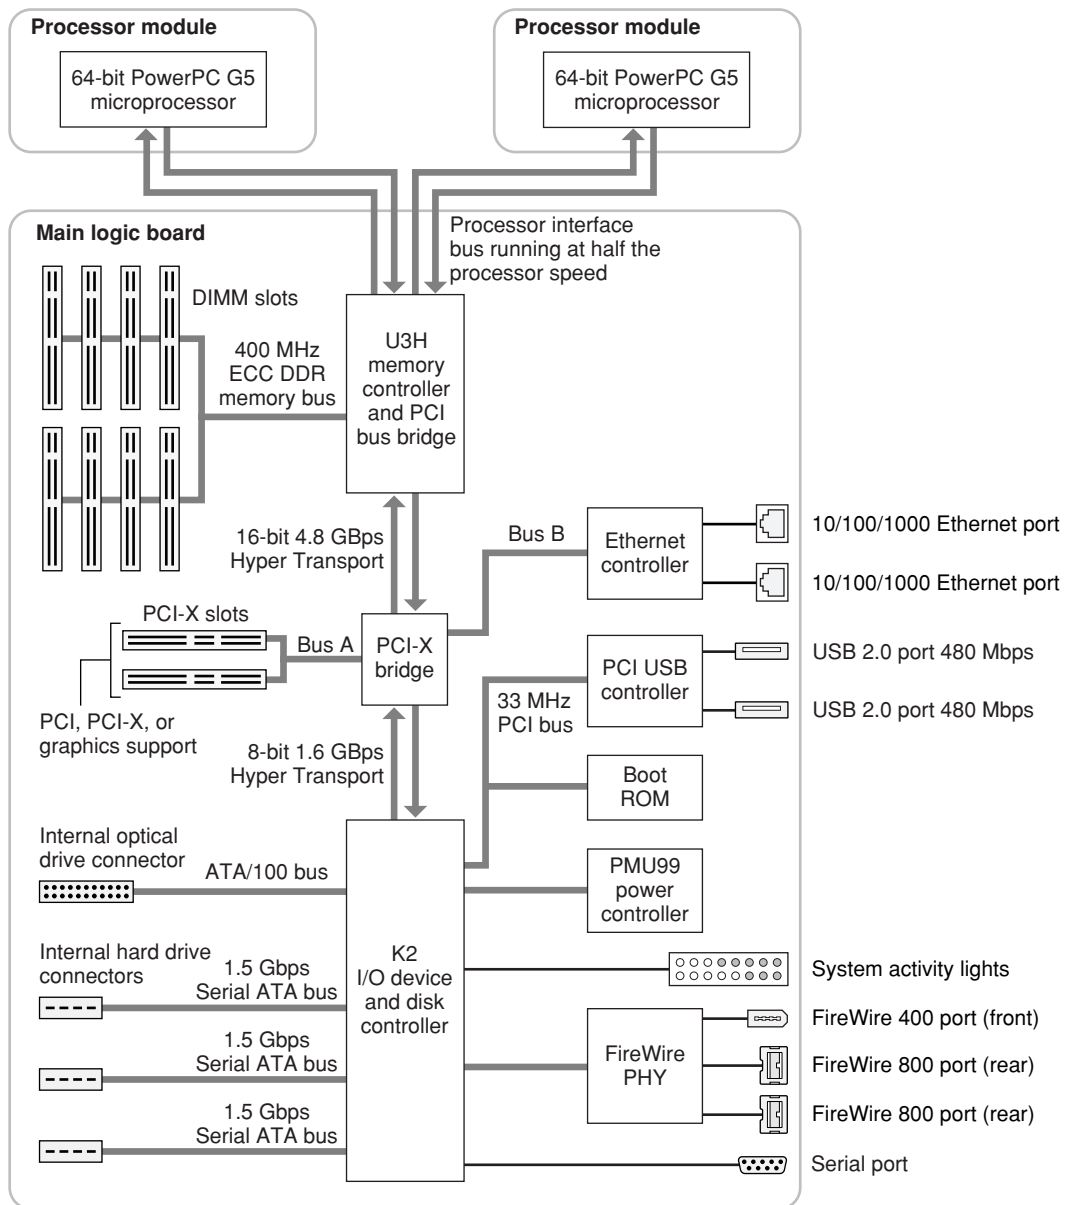 Processor module
64-bit PowerPC G5
microprocessor
Processor module
64-bit PowerPC G5
microprocessor
Main logic board
Processor interface
bus running at half the
processor speed
DIMM slots
400 MHz
ECC DDR
memory bus
U3H
memory
controller
and PCI
bus bridge
16-bit 4.8 GBps
Hyper Transport
Bus B
Ethernet
controller
10/100/1000 Ethernet port
10/100/1000 Ethernet port
PCI-X slots
Bus A
PCI-X
bridge
PCI, PCI-X, or
graphics support
PCI USB
controller
USB 2.0 port 480 Mbps
USB 2.0 port 480 Mbps
33 MHz
PCI bus
8-bit 1.6 GBps
Hyper Transport
Boot
ROM
Internal optical
drive connector
ATA/100 bus
PMU99
power
controller
K2
I/O device
and disk
controller
Internal hard drive
connectors
1.5 Gbps
Serial ATA bus
1.5 Gbps
Serial ATA bus
1.5 Gbps
Serial ATA bus
System activity lights
FireWire
PHY
FireWire 400 port (front)
FireWire 800 port (rear)
FireWire 800 port (rear)
Serial port